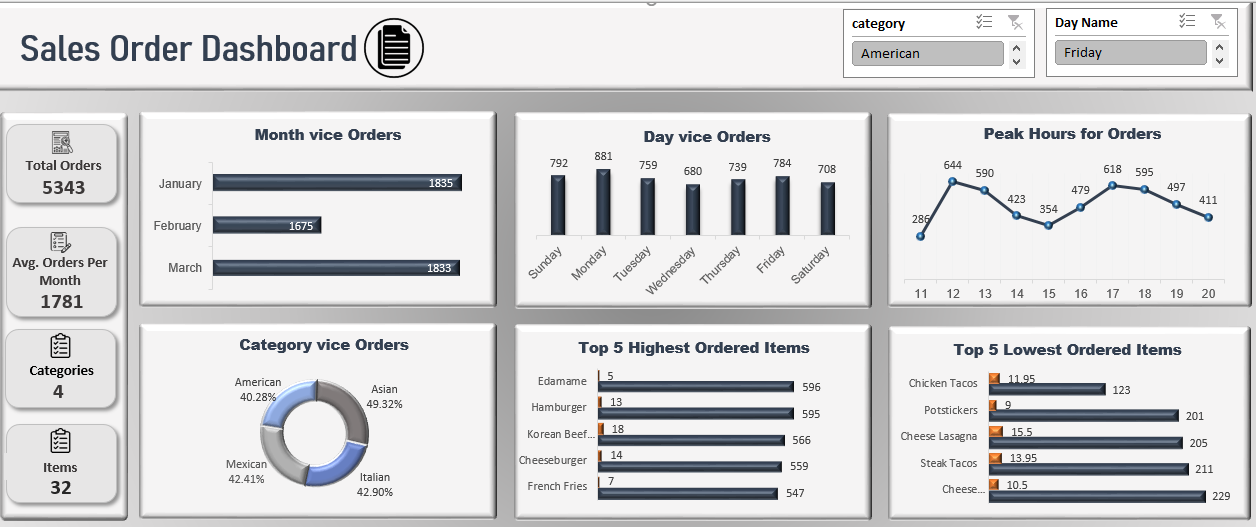 Sales Order Dashboard
category
American
Day Name
Friday
Total Orders
5343
Avg. Orders Per
Month
1781
Categories
4
Items
32
Month vice Orders
January
1835
February
1675
March
1833
Day vice Orders
792
881
759
680
739
784
708
Sunday
Monday
Tuesday
Wednesday
Thursday
Friday
Saturday
Peak Hours for Orders
286
644
590
423
354
479
618
595
497
411
11
12
13
14
15
16
17
18
19
20
Category vice Orders
American
40.28%
Asian
49.32%
Mexican
42.41%
Italian
42.90%
Top 5 Highest Ordered Items
Edamame
5
596
Hamburger
13
595
Korean Beef...
18
566
Cheeseburger
14
559
French Fries
7
547
Top 5 Lowest Ordered Items
Chicken Tacos
11.95
123
Potstickers
9
201
Cheese Lasagna
15.5
205
Steak Tacos
13.95
211
Cheese...
10.5
229